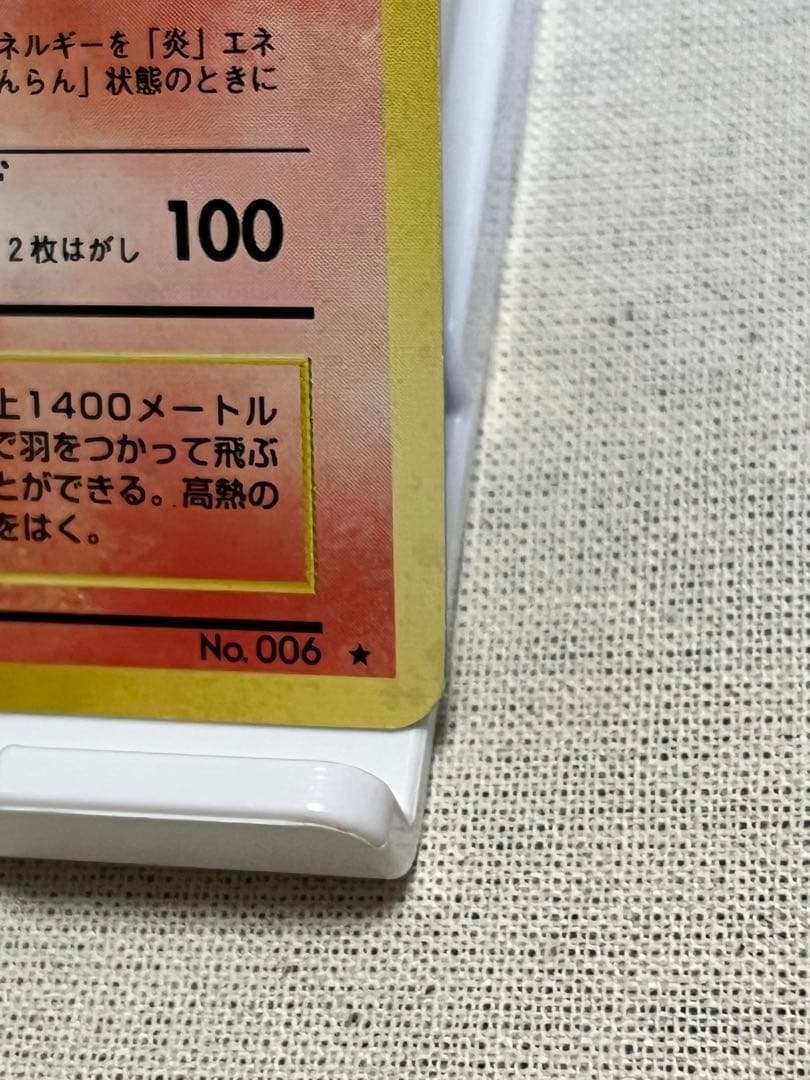 ネルギーを「炎」エネ
んらん」状態のときに
2枚はがし 100
上1400メートル
で羽をつかって飛ぶ
とができる。高熱の
をはく。
No. 006 ★